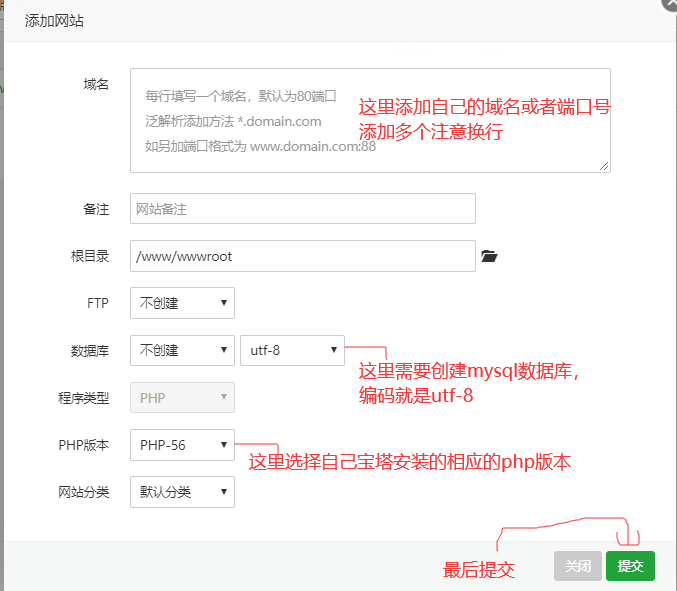 添加网站
域名
每行填写一个域名，默认为80端口
泛解析添加方法 *.domain.com
如另加端口格式为 www.domain.com:88
这里添加自己的域名或者端口号
添加多个注意换行
备注
网站备注
根目录
/www/wwwroot
FTP
不创建
数据库
不创建
utf-8
这里需要创建mysql数据库，
编码就是utf-8
程序类型
PHP
PHP版本
PHP-56
这里选择自己宝塔安装的相应的php版本
网站分类
默认分类
最后提交
关闭
提交